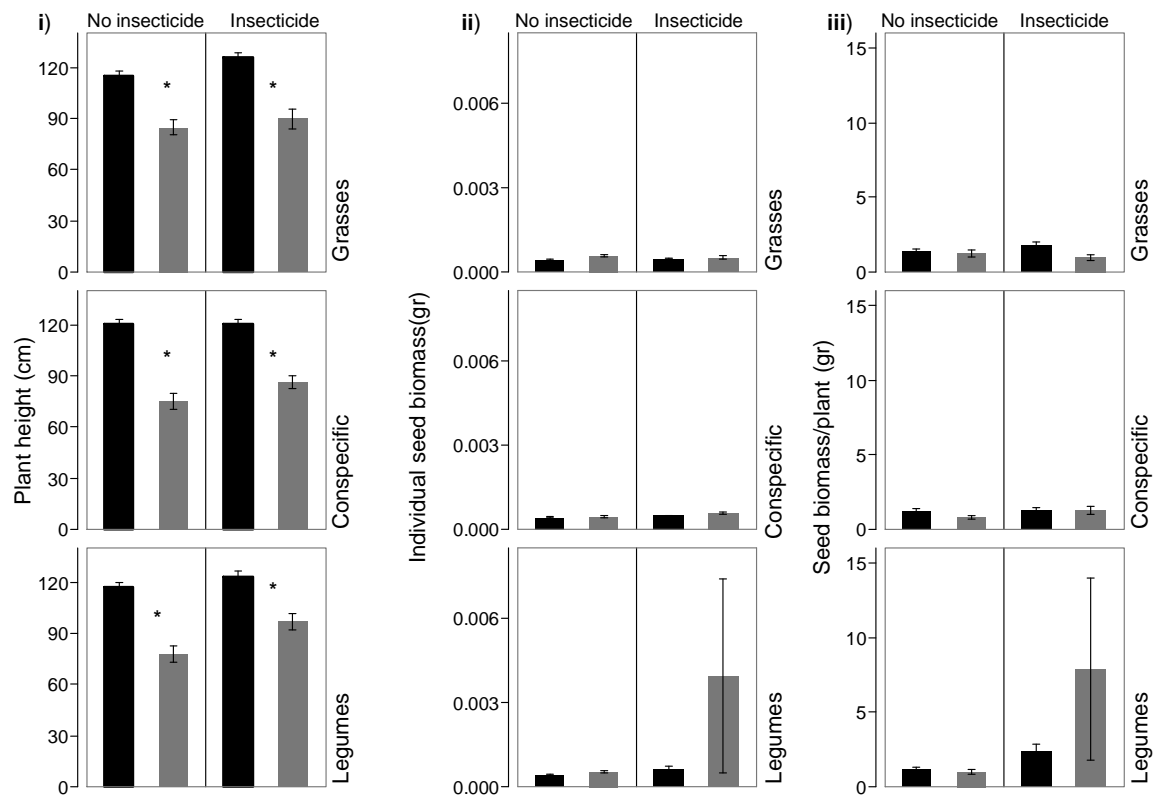 i) No insecticide Insecticide
120
90
60
30
0
Grasses
120
90
60
30
0
Conspecific
120
90
60
30
0
Legumes
Plant height (cm)
ii) No insecticide Insecticide
0.006
0.003
0.000
Grasses
0.006
0.003
0.000
Conspecific
0.006
0.003
0.000
Legumes
Individual seed biomass(gr)
iii) No insecticide Insecticide
15
10
5
0
Grasses
15
10
5
0
Conspecific
15
10
5
0
Legumes
Seed biomass/plant (gr)
* *
* *
* *